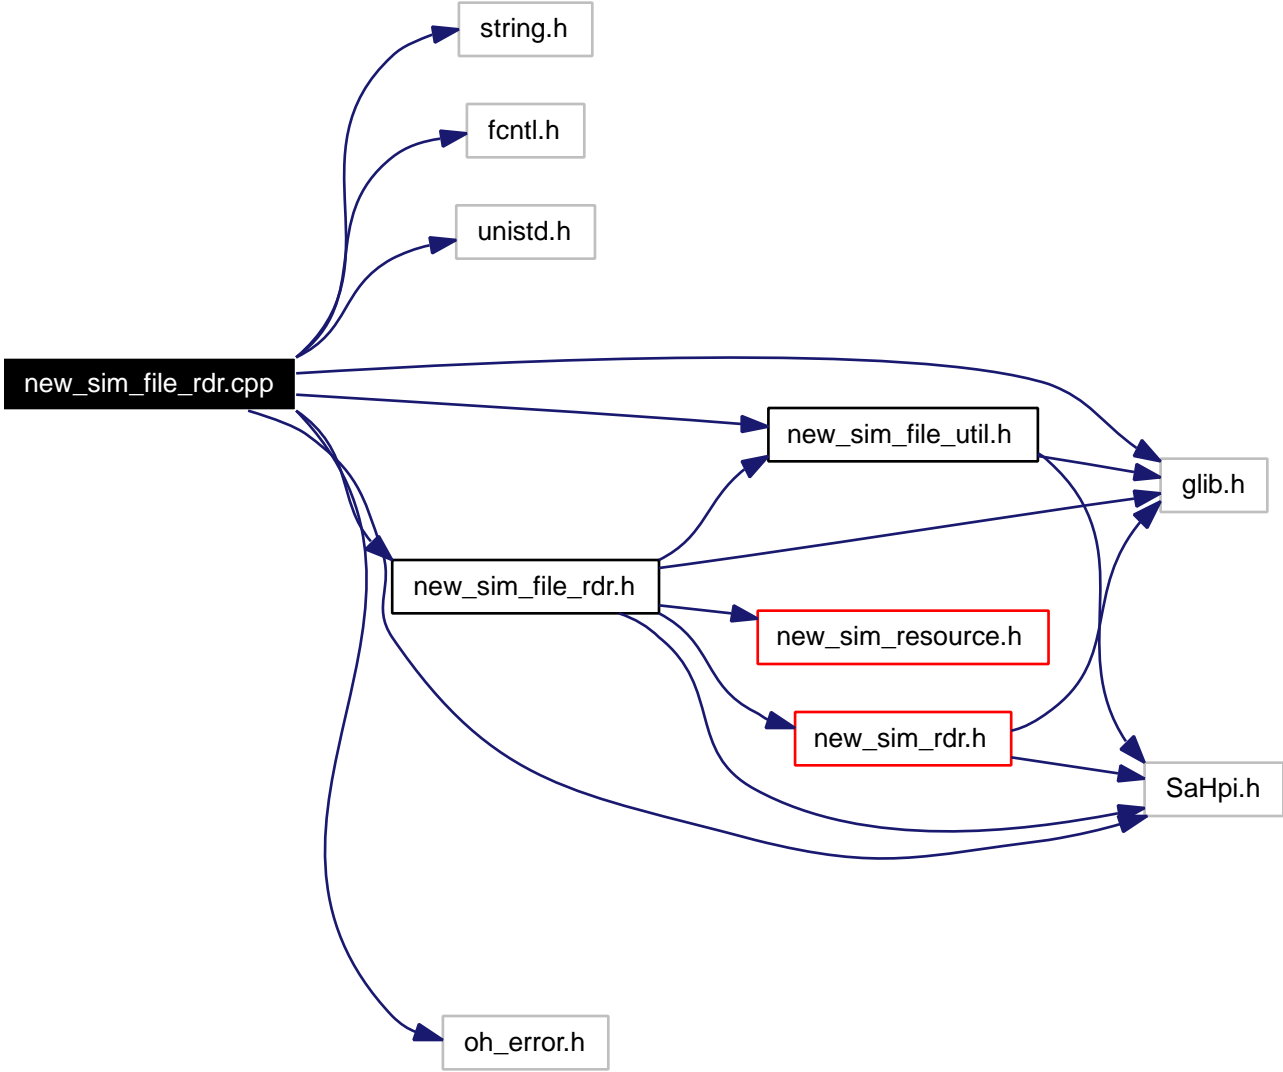 string.h
fcntl.h
unistd.h
new_sim_file_rdr.cpp
new_sim_file_util.h
glib.h
new_sim_file_rdr.h
new_sim_resource.h
new_sim_rdr.h
SaHpi.h
oh_error.h